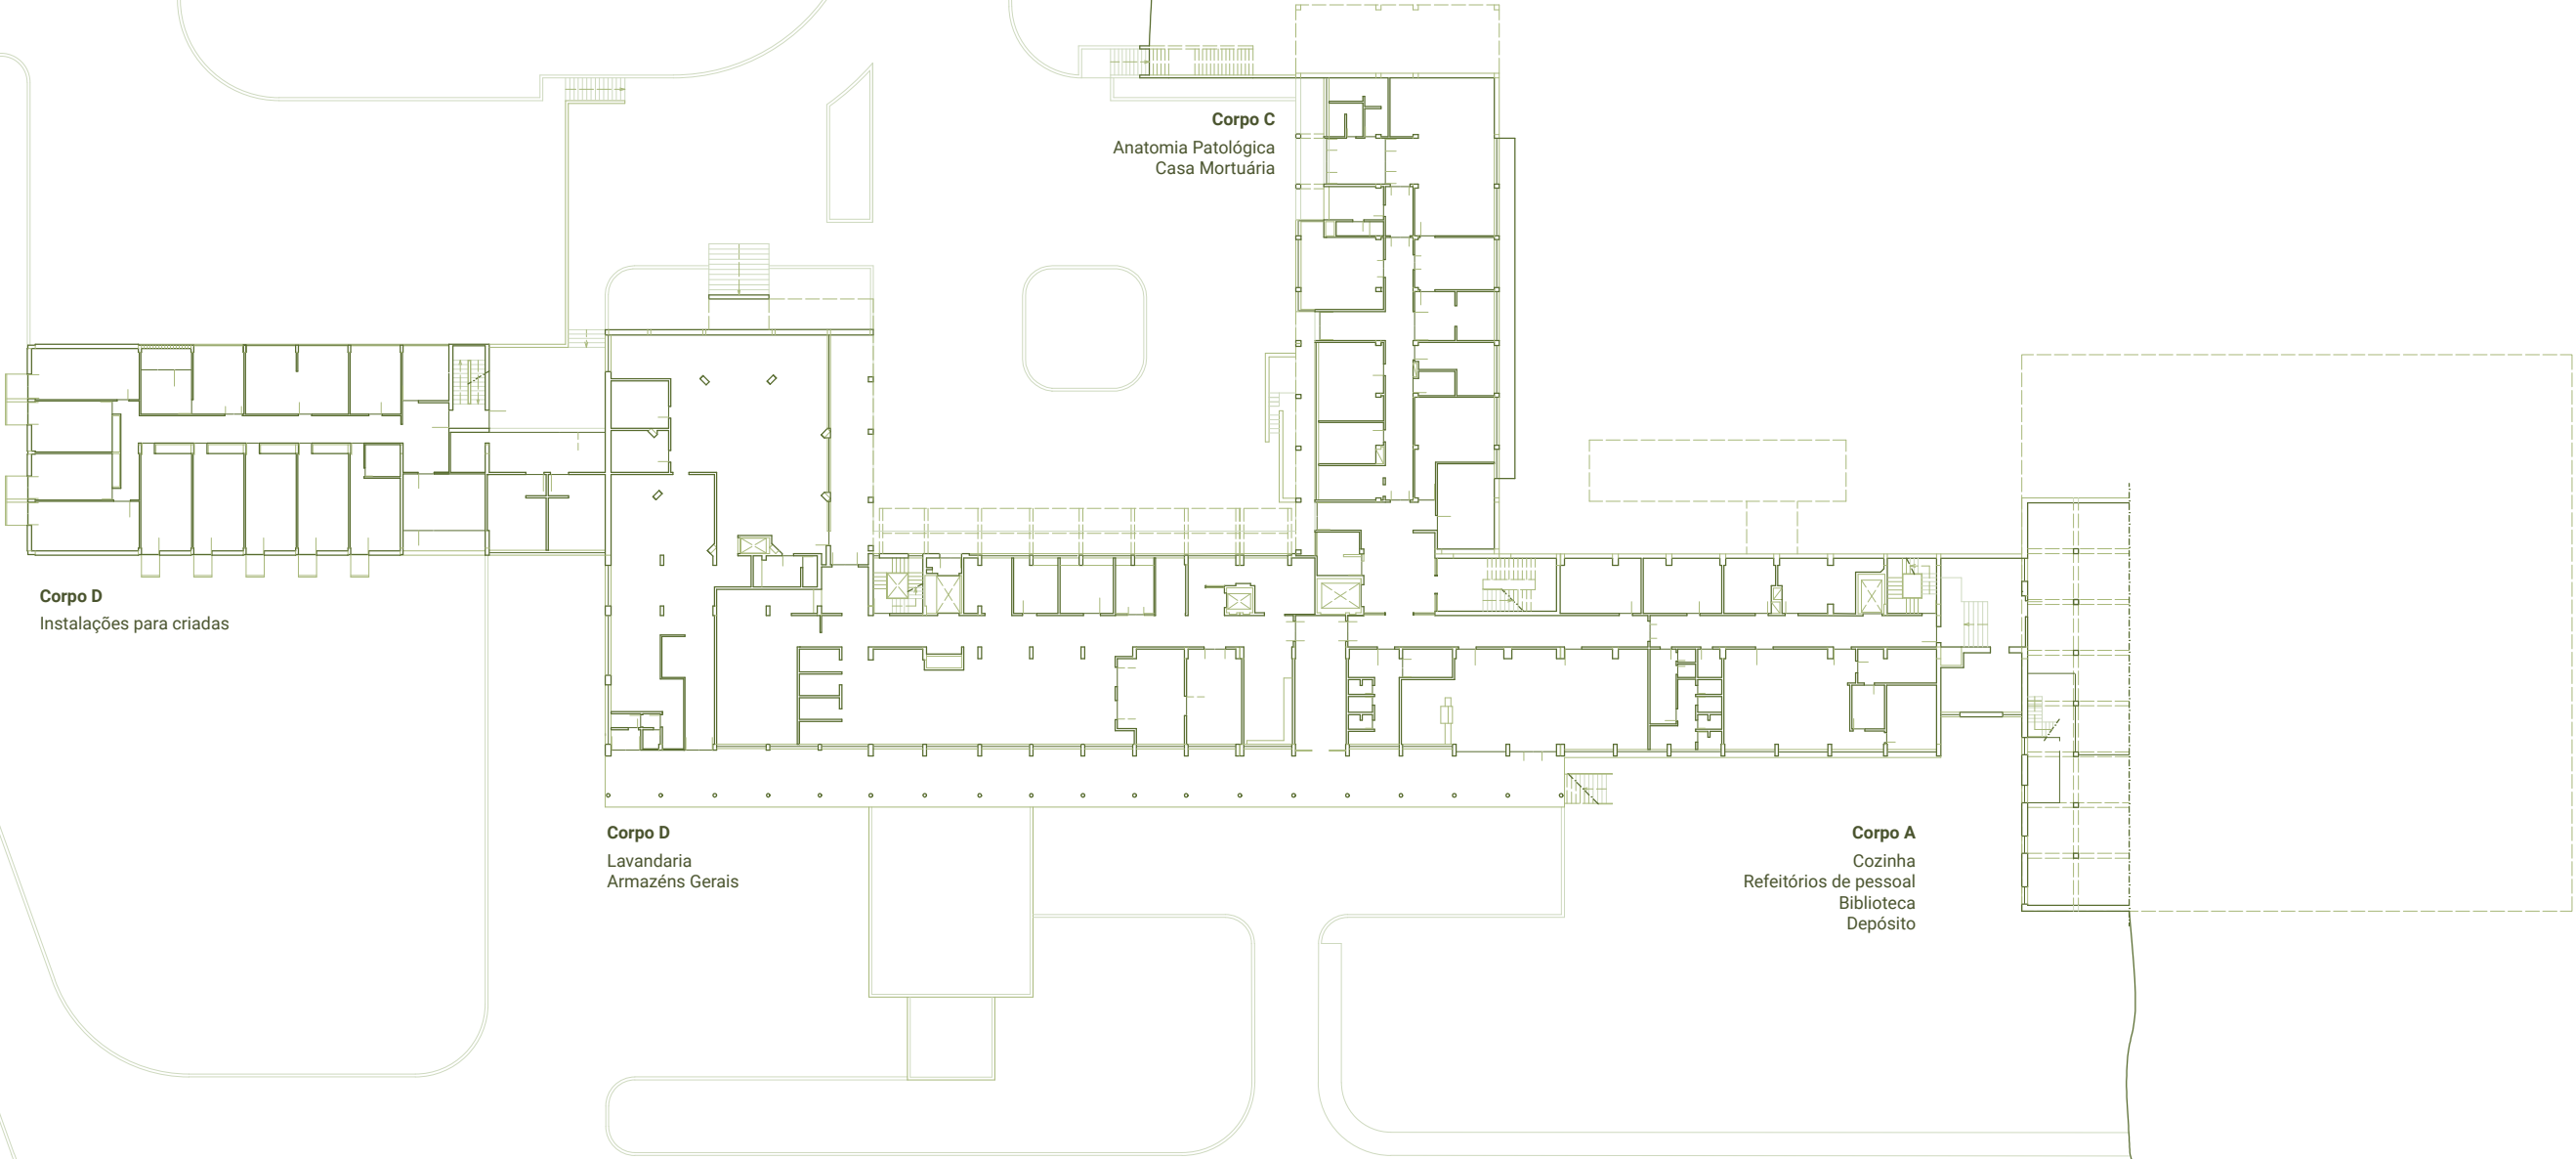 Corpo C
Anatomia Patológica
Casa Mortuária
Corpo D
Instalações para criadas
Corpo D
Lavandaria
Armazéns Gerais
Corpo A
Cozinha
Refeitórios de pessoal
Biblioteca
Depósito